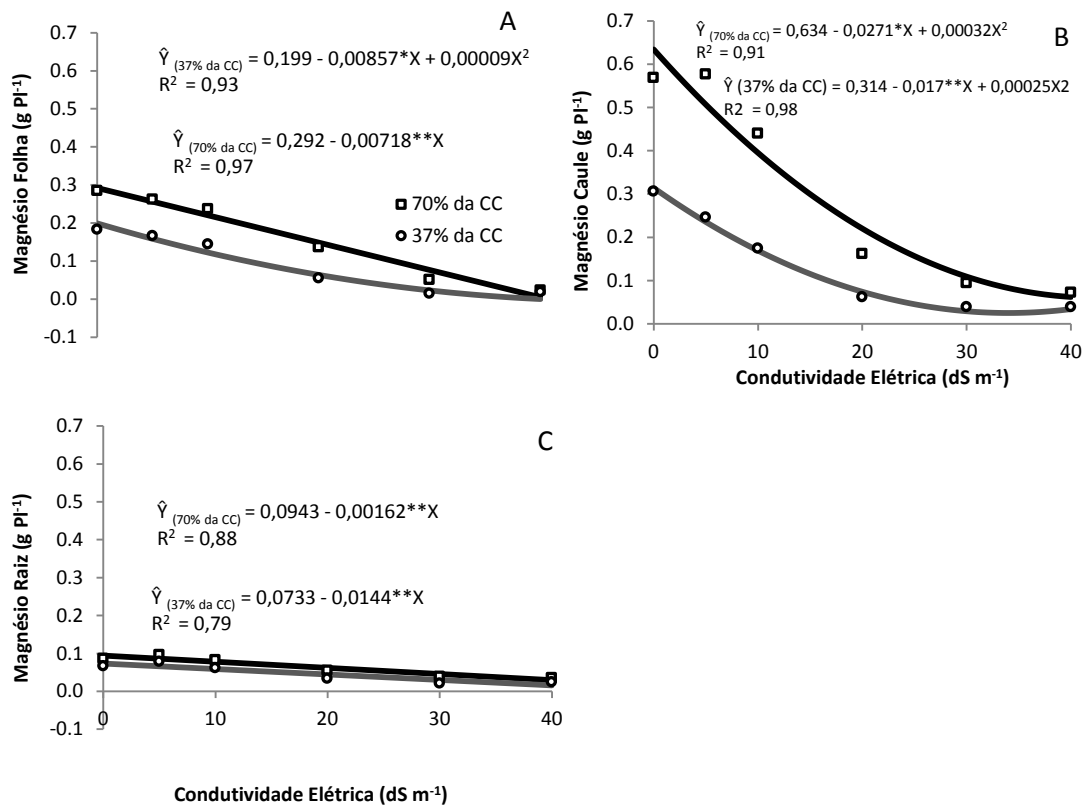 A
Ŷ (37% da CC) = 0,199 - 0,00857*X + 0,00009X²
R² = 0,93
Ŷ (70% da CC) = 0,292 - 0,00718**X
R² = 0,97
70% da CC
37% da CC
Magnésio Folha (g Pl⁻¹)
0.7
0.6
0.5
0.4
0.3
0.2
0.1
0.0
-0.1
B
Ŷ (70% da CC) = 0,634 - 0,0271*X + 0,00032X²
R² = 0,91
Ŷ (37% da CC) = 0,314 - 0,017**X + 0,00025X2
R2 = 0,98
Magnésio Caule (g Pl⁻¹)
0.7
0.6
0.5
0.4
0.3
0.2
0.1
0.0
0 10 20 30 40
Condutividade Elétrica (dS m⁻¹)
C
Ŷ (70% da CC) = 0,0943 - 0,00162**X
R² = 0,88
Ŷ (37% da CC) = 0,0733 - 0,0144**X
R² = 0,79
Magnésio Raiz (g Pl⁻¹)
0.7
0.6
0.5
0.4
0.3
0.2
0.1
0.0
-0.1
0 10 20 30 40
Condutividade Elétrica (dS m⁻¹)